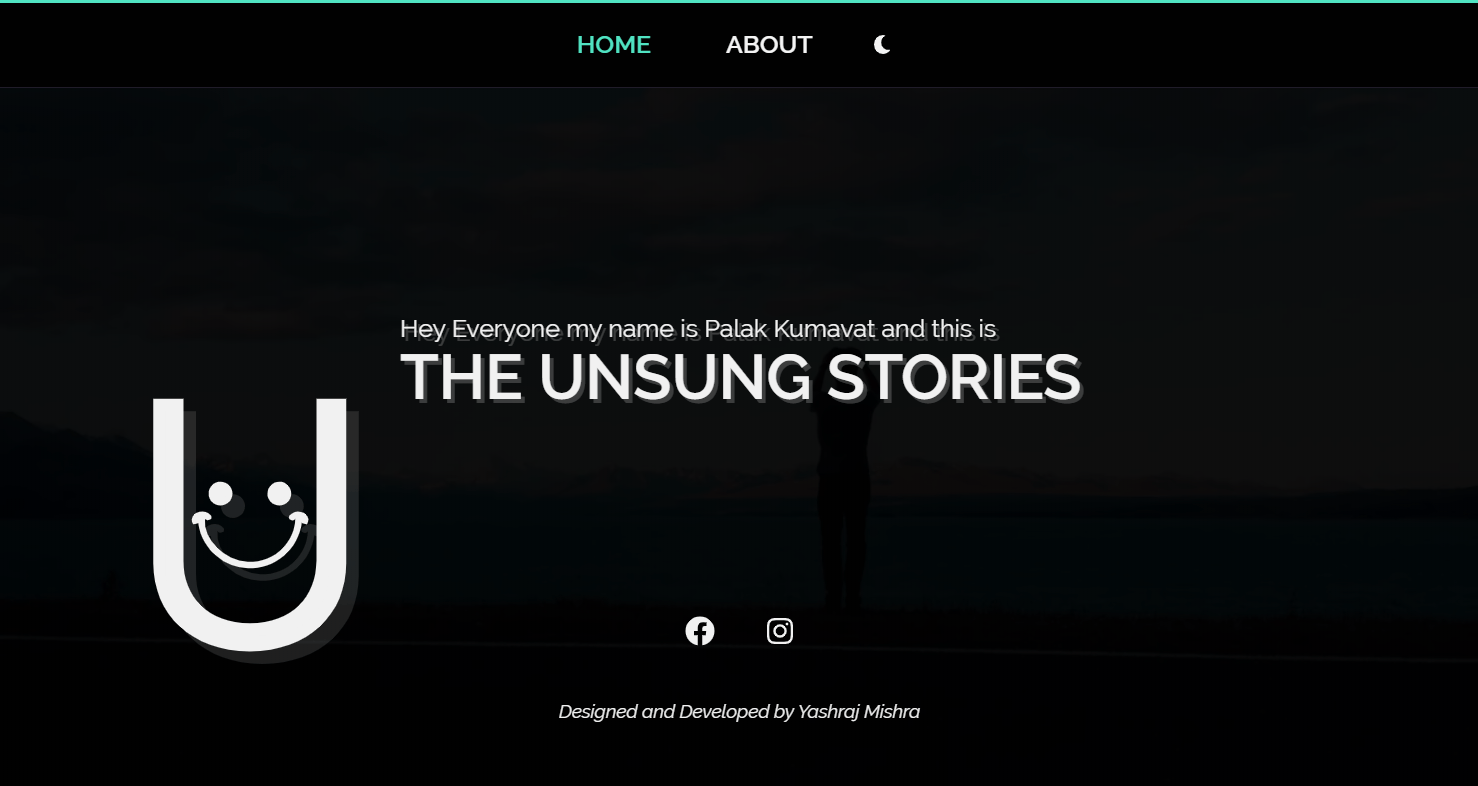 HOME ABOUT
Hey Everyone my name is Palak Kumavat and this is
THE UNSUNG STORIES
U
Designed and Developed by Yashraj Mishra